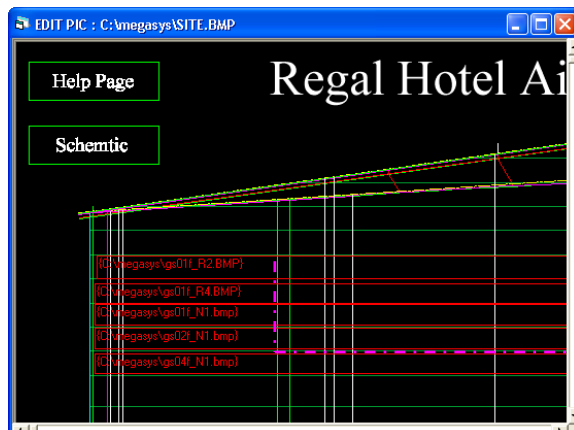 EDIT PIC : C:\megasys\SITE.BMP
Help Page
Regal Hotel Ai
Schemtic
{C:\megasys\gs01f_R2.BMP}
{C:\megasys\gs01f_R4.BMP}
{C:\megasys\gs01f_N1.bmp}
{C:\megasys\gs02f_N1.bmp}
{C:\megasys\gs04f_N1.bmp}